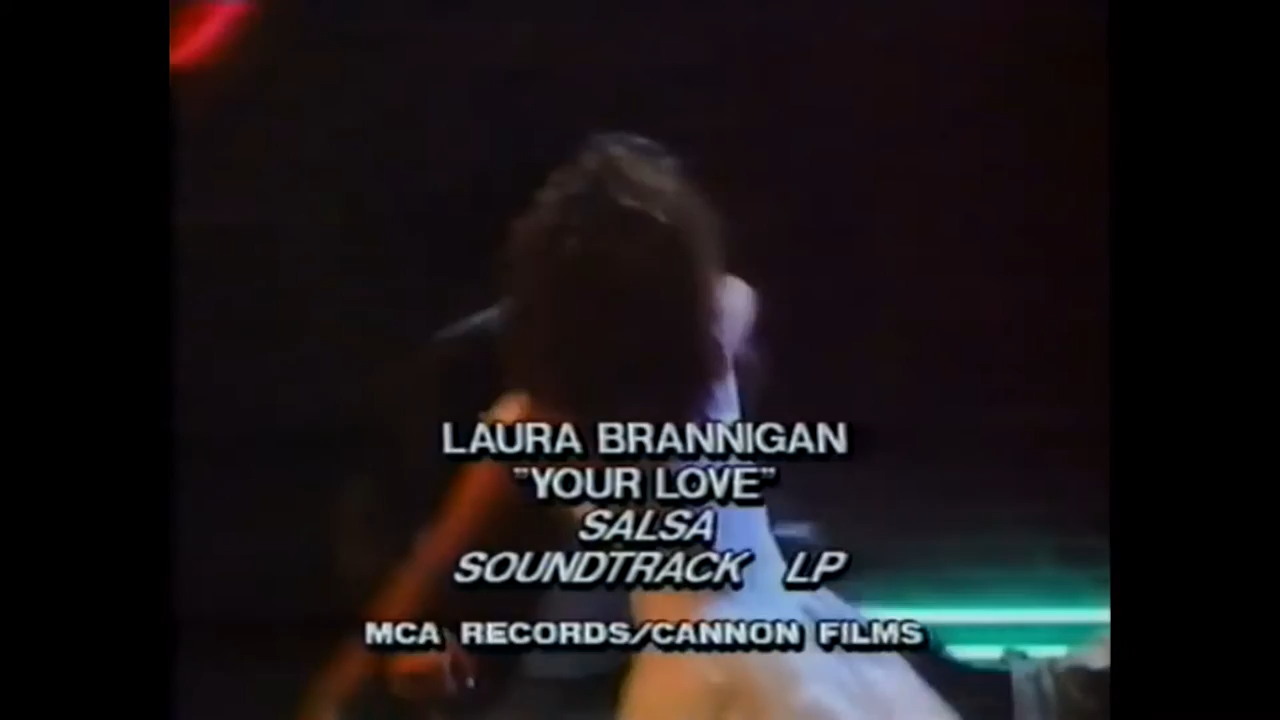 LAURA BRANNIGAN
"YOUR LOVE"
SALSA
SOUNDTRACK LP
MCA RECORDS/CANNON FILMS